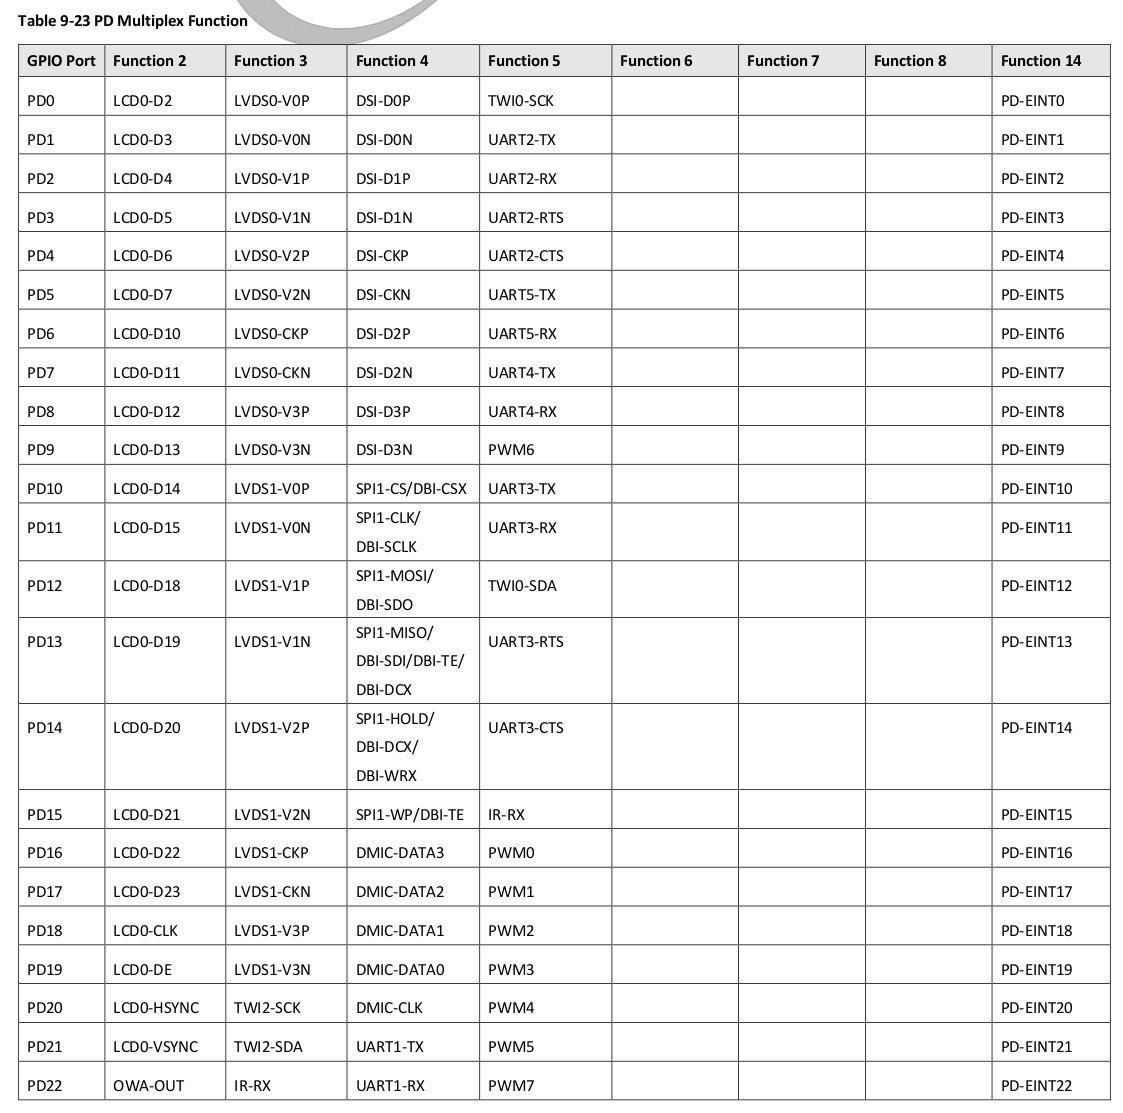 Table 9-23 PD Multiplex Function
GPIO Port Function 2 Function 3 Function 4 Function 5 Function 6 Function 7 Function 8 Function 14
PD0 LCD0-D2 LVDS0-V0P DSI-D0P TWI0-SCK PD-EINT0
PD1 LCD0-D3 LVDS0-V0N DSI-D0N UART2-TX PD-EINT1
PD2 LCD0-D4 LVDS0-V1P DSI-D1P UART2-RX PD-EINT2
PD3 LCD0-D5 LVDS0-V1N DSI-D1N UART2-RTS PD-EINT3
PD4 LCD0-D6 LVDS0-V2P DSI-CKP UART2-CTS PD-EINT4
PD5 LCD0-D7 LVDS0-V2N DSI-CKN UART5-TX PD-EINT5
PD6 LCD0-D10 LVDS0-CKP DSI-D2P UART5-RX PD-EINT6
PD7 LCD0-D11 LVDS0-CKN DSI-D2N UART4-TX PD-EINT7
PD8 LCD0-D12 LVDS0-V3P DSI-D3P UART4-RX PD-EINT8
PD9 LCD0-D13 LVDS0-V3N DSI-D3N PWM6 PD-EINT9
PD10 LCD0-D14 LVDS1-V0P SPI1-CS/DBI-CSX UART3-TX PD-EINT10
PD11 LCD0-D15 LVDS1-V0N SPI1-CLK/
DBI-SCLK UART3-RX PD-EINT11
PD12 LCD0-D18 LVDS1-V1P SPI1-MOSI/
DBI-SDO TWI0-SDA PD-EINT12
PD13 LCD0-D19 LVDS1-V1N SPI1-MISO/
DBI-SDI/DBI-TE/
DBI-DCX UART3-RTS PD-EINT13
PD14 LCD0-D20 LVDS1-V2P SPI1-HOLD/
DBI-DCX/
DBI-WRX UART3-CTS PD-EINT14
PD15 LCD0-D21 LVDS1-V2N SPI1-WP/DBI-TE IR-RX PD-EINT15
PD16 LCD0-D22 LVDS1-CKP DMIC-DATA3 PWM0 PD-EINT16
PD17 LCD0-D23 LVDS1-CKN DMIC-DATA2 PWM1 PD-EINT17
PD18 LCD0-CLK LVDS1-V3P DMIC-DATA1 PWM2 PD-EINT18
PD19 LCD0-DE LVDS1-V3N DMIC-DATA0 PWM3 PD-EINT19
PD20 LCD0-HSYNC TWI2-SCK DMIC-CLK PWM4 PD-EINT20
PD21 LCD0-VSYNC TWI2-SDA UART1-TX PWM5 PD-EINT21
PD22 OWA-OUT IR-RX UART1-RX PWM7 PD-EINT22